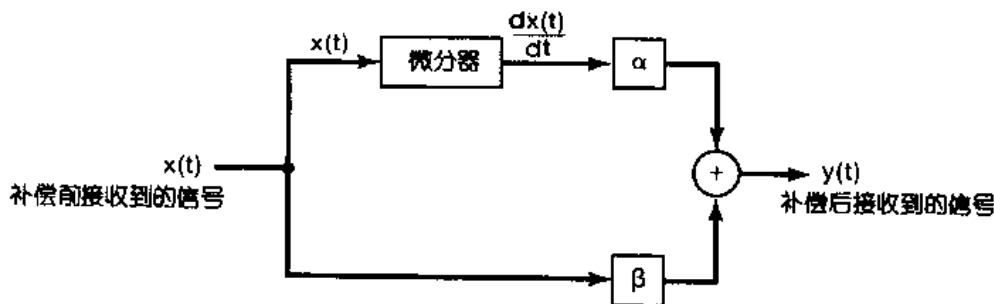 x(t)
微分器
dx(t)
dt
α
x(t)
补偿前接收到的信号
+
y(t)
补偿后接收到的信号
β